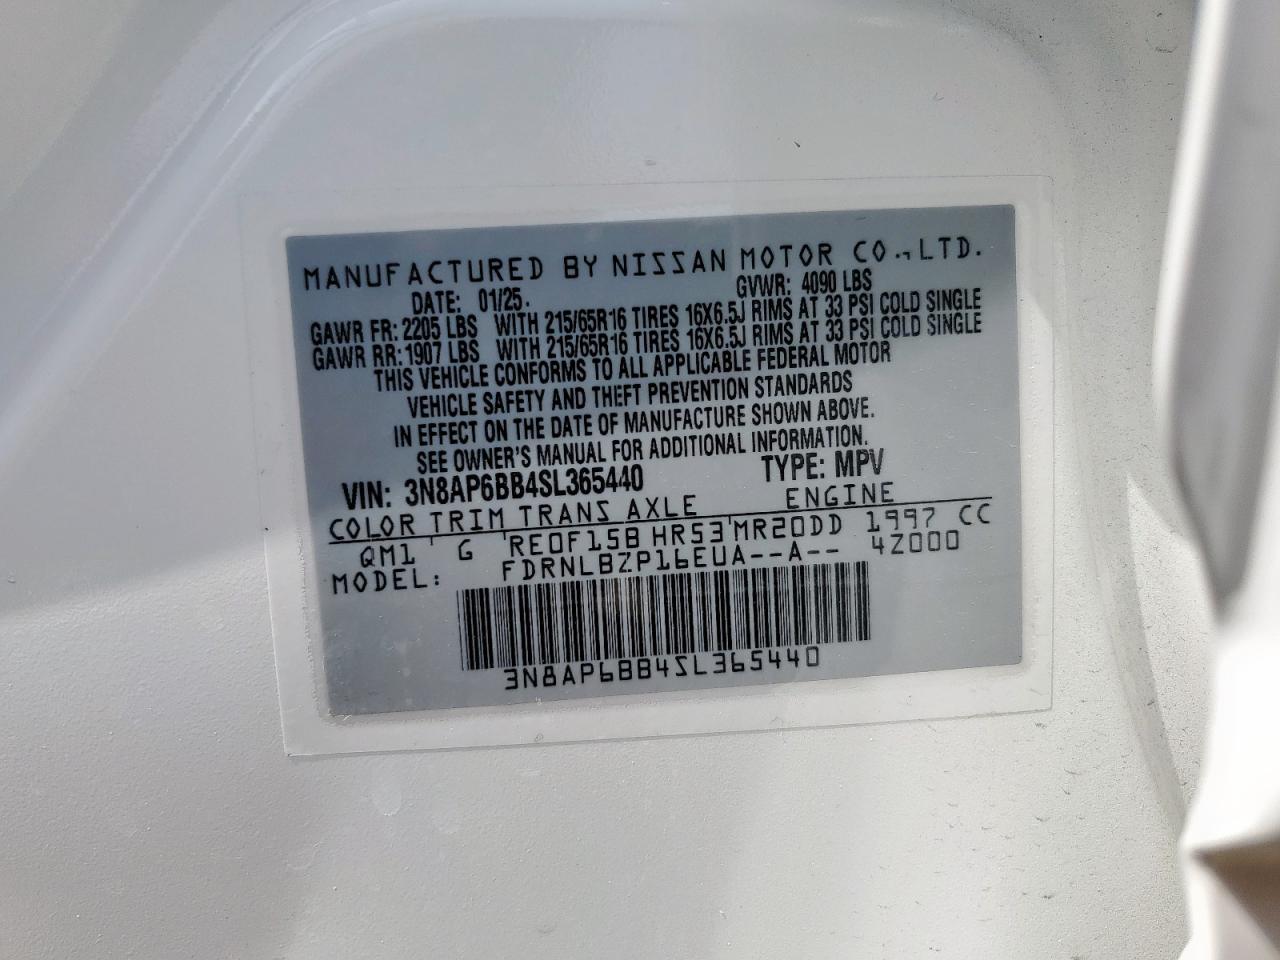 MANUFACTURED BY NISSAN MOTOR CO.,LTD.
DATE: 01/25. GVWR: 4090 LBS
GAWR FR: 2205 LBS WITH 215/65R16 TIRES 16X6.5J RIMS AT 33 PSI COLD SINGLE
GAWR RR: 1907 LBS WITH 215/65R16 TIRES 16X6.5J RIMS AT 33 PSI COLD SINGLE
THIS VEHICLE CONFORMS TO ALL APPLICABLE FEDERAL MOTOR
VEHICLE SAFETY AND THEFT PREVENTION STANDARDS
IN EFFECT ON THE DATE OF MANUFACTURE SHOWN ABOVE.
SEE OWNER'S MANUAL FOR ADDITIONAL INFORMATION.
VIN: 3N8AP6BB4SL365440 TYPE: MPV
COLOR TRIM TRANS AXLE ENGINE
QM1 ' G RE0F15B HR53'MR20DD 1997 CC
MODEL: FDRNLBZP16EUA--A-- 4Z000
3N8AP6BB4SL365440